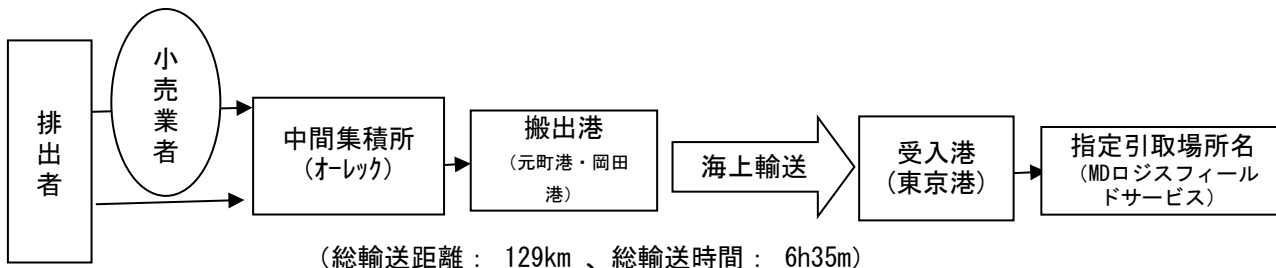 排出者
小売業者
中間集積所
(ｵｰﾚｯｸ)
搬出港
(元町港・岡田
港)
海上輸送
受入港
(東京港)
指定引取場所名
(MDロジスフィール
ドサービス)
(総輸送距離： 129km 、総輸送時間： 6h35m)